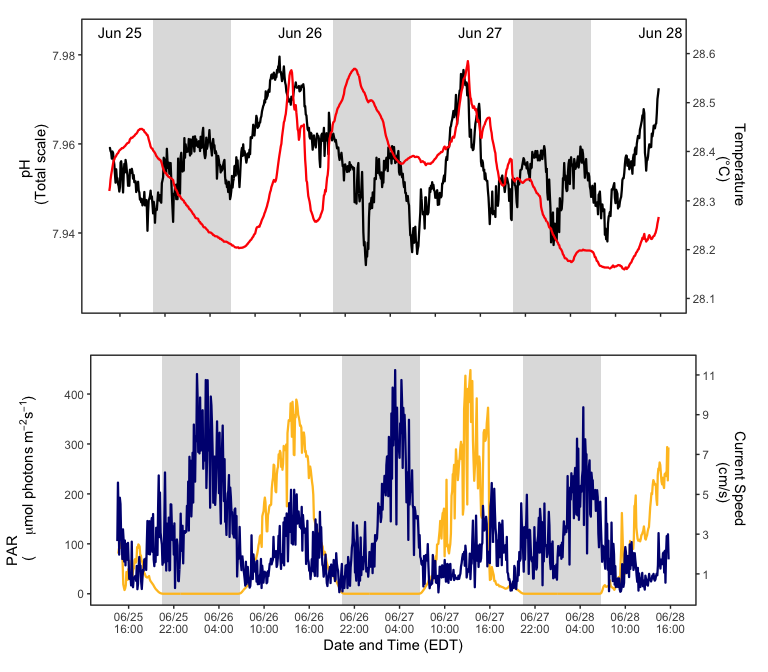 Jun 25 Jun 26 Jun 27 Jun 28
7.98
7.96
7.94
pH
(Total scale)
28.6
28.5
28.4
28.3
28.2
28.1
Temperature
(°C)
400
300
200
100
0
PAR
( μmol photons m⁻²s⁻¹)
11
9
7
5
3
1
Current Speed
(cm/s)
06/25 06/25 06/26 06/26 06/26 06/26 06/27 06/27 06/27 06/27 06/28 06/28 06/28
16:00 22:00 04:00 10:00 16:00 22:00 04:00 10:00 16:00 22:00 04:00 10:00 16:00
Date and Time (EDT)